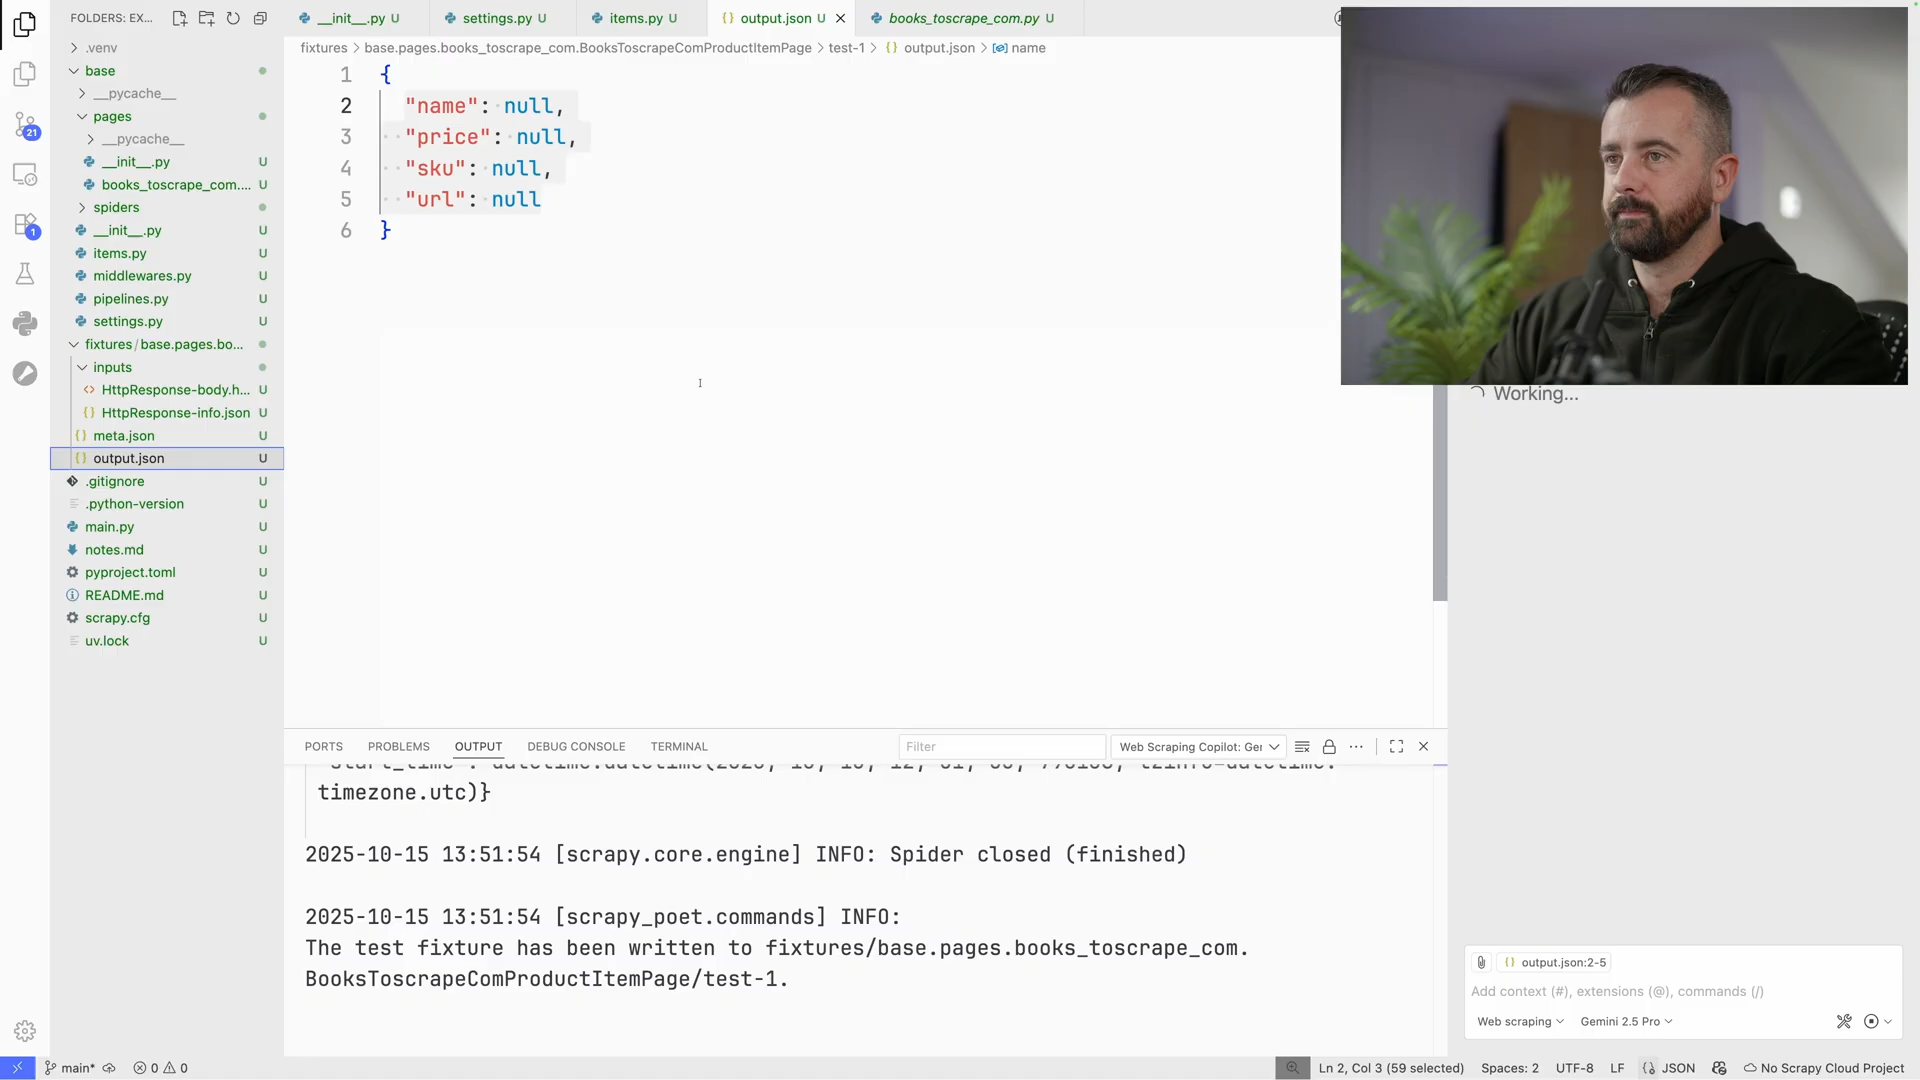 FOLDERS: EX...
.venv
base
__pycache__
pages
__pycache__
__init__.py U
books_toscrape_com.... U
spiders
__init__.py U
items.py U
middlewares.py U
pipelines.py U
settings.py U
fixtures / base.pages.bo...
inputs
HttpResponse-body.h... U
HttpResponse-info.json U
meta.json U
output.json U
.gitignore U
.python-version U
main.py U
notes.md U
pyproject.toml U
README.md U
scrapy.cfg U
uv.lock U
21
1
__init__.py U
settings.py U
items.py U
output.json U
books_toscrape_com.py U
fixtures > base.pages.books_toscrape_com.BooksToscrapeComProductItemPage > test-1 > {} output.json > name
1 {
2 "name": null,
3 "price": null,
4 "sku": null,
5 "url": null
6 }
PORTS PROBLEMS OUTPUT DEBUG CONSOLE TERMINAL
Filter
Web Scraping Copilot: Ger
timezone.utc)}
2025-10-15 13:51:54 [scrapy.core.engine] INFO: Spider closed (finished)
2025-10-15 13:51:54 [scrapy_poet.commands] INFO:
The test fixture has been written to fixtures/base.pages.books_toscrape_com.
BooksToscrapeComProductItemPage/test-1.
Working...
{} output.json:2-5
Add context (#), extensions (@), commands (/)
Web scraping Gemini 2.5 Pro
main* 0 0 Ln 2, Col 3 (59 selected) Spaces: 2 UTF-8 LF {} JSON No Scrapy Cloud Project